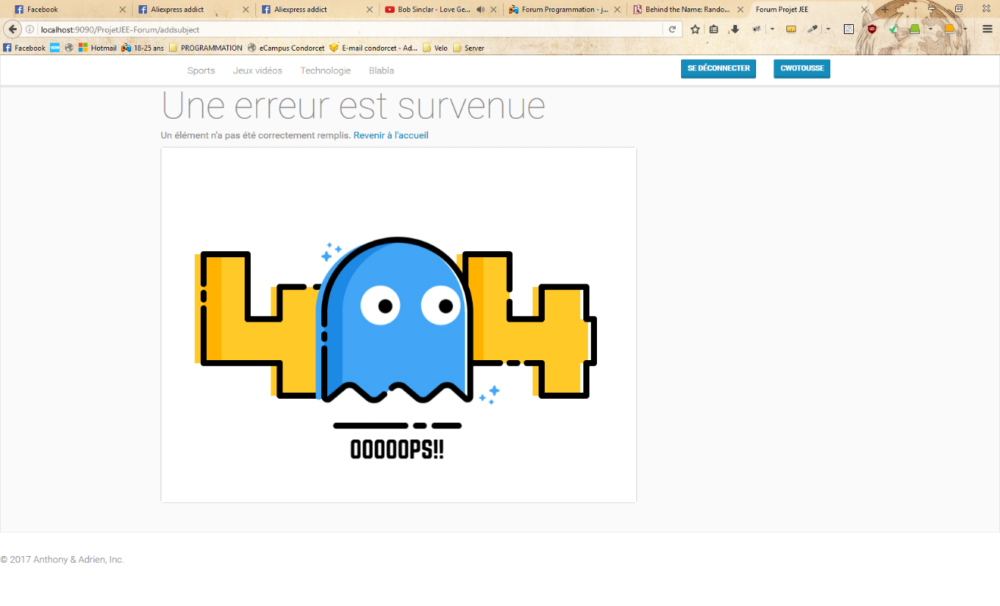 Facebook Aliexpress addict Aliexpress addict Bob Sinclar - Love Ge... Forum Programmation - j... Behind the Name: Rando... Forum Projet JEE
localhost:9090/ProjetJEE-Forum/addsubject
Facebook Hotmail 18-25 ans PROGRAMMATION eCampus Condorcet E-mail condorcet - Ad... Velo Server
Sports Jeux vidéos Technologie Blabla SE DÉCONNECTER CWOTOUSSE
Une erreur est survenue
Un élément n'a pas été correctement remplis. Revenir à l'accueil
OOOOOPS!!
© 2017 Anthony & Adrien, Inc.